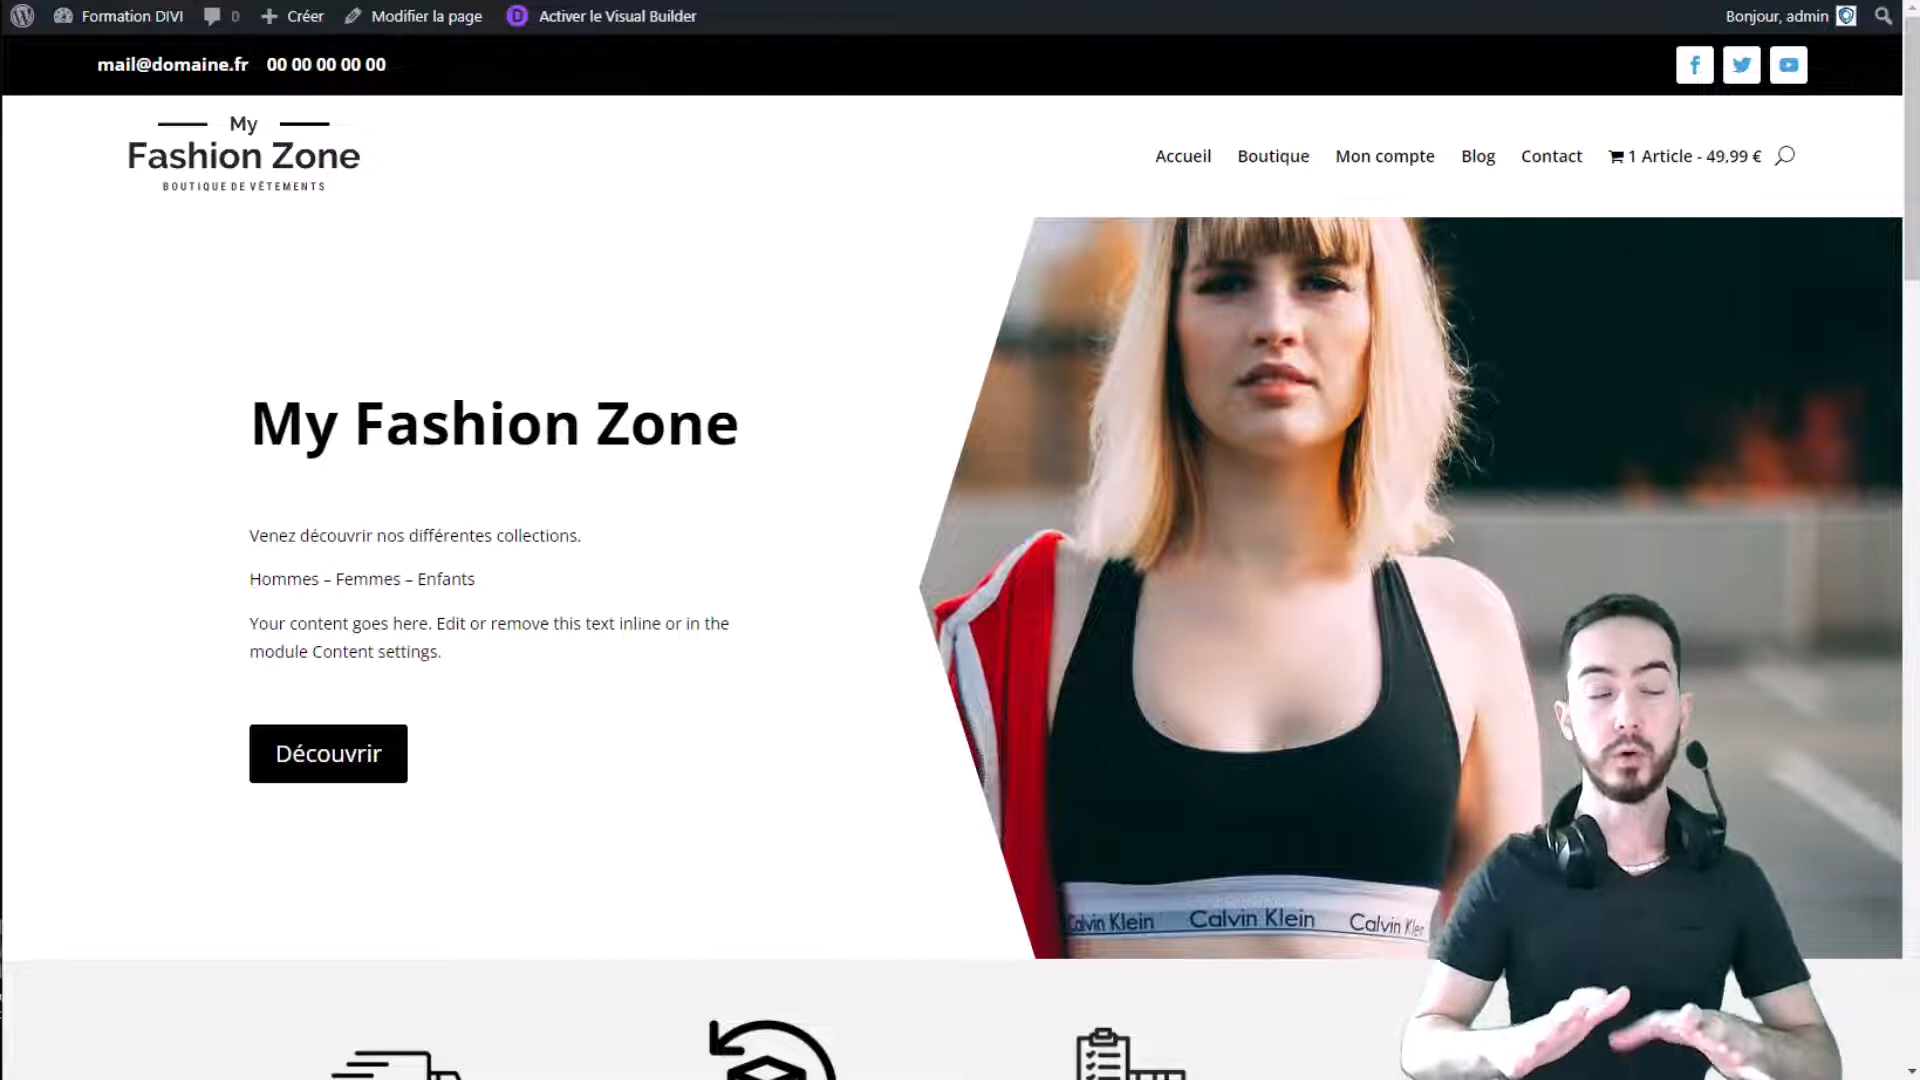 Formation DIVI 0 Créer Modifier la page Activer le Visual Builder Bonjour, admin
mail@domaine.fr 00 00 00 00 00
My
Fashion Zone
BOUTIQUE DE VÊTEMENTS
Accueil Boutique Mon compte Blog Contact 1 Article - 49,99 €
My Fashion Zone
Venez découvrir nos différentes collections.
Hommes – Femmes – Enfants
Your content goes here. Edit or remove this text inline or in the
module Content settings.
Découvrir
Calvin Klein Calvin Klein Calvin Klein